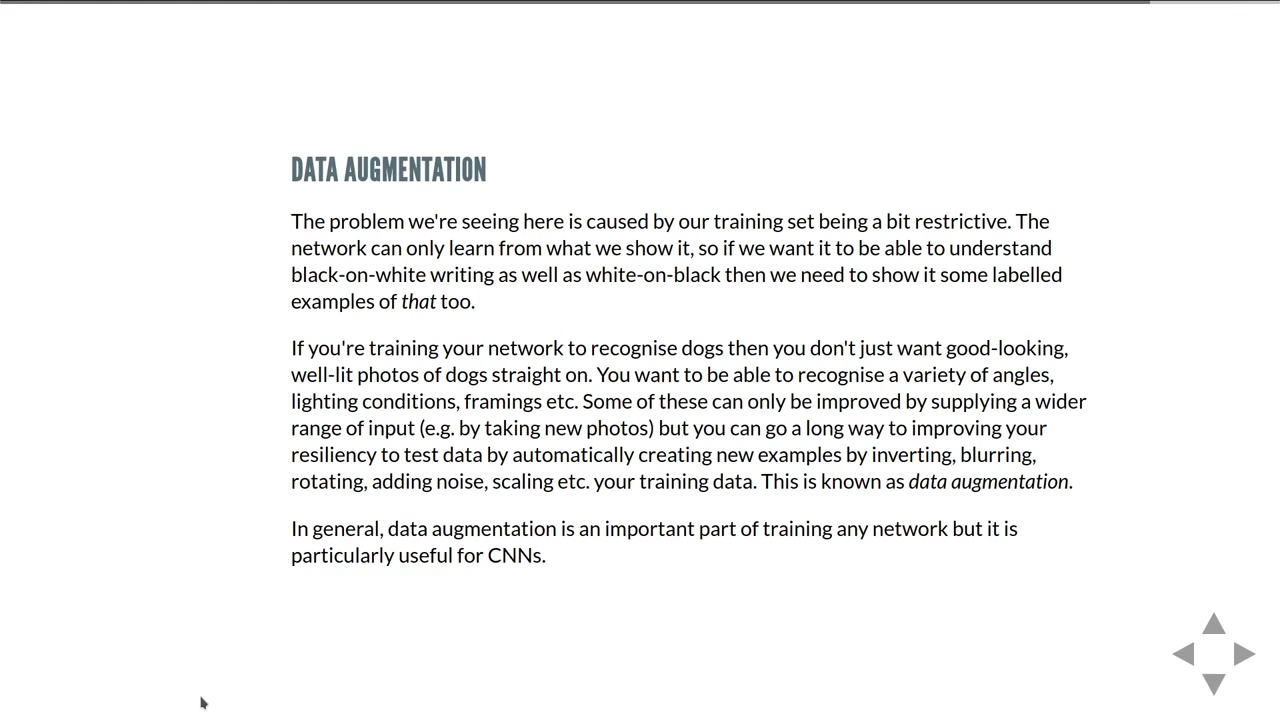 DATA AUGMENTATION
The problem we're seeing here is caused by our training set being a bit restrictive. The
network can only learn from what we show it, so if we want it to be able to understand
black-on-white writing as well as white-on-black then we need to show it some labelled
examples of that too.
If you're training your network to recognise dogs then you don't just want good-looking,
well-lit photos of dogs straight on. You want to be able to recognise a variety of angles,
lighting conditions, framings etc. Some of these can only be improved by supplying a wider
range of input (e.g. by taking new photos) but you can go a long way to improving your
resiliency to test data by automatically creating new examples by inverting, blurring,
rotating, adding noise, scaling etc. your training data. This is known as data augmentation.
In general, data augmentation is an important part of training any network but it is
particularly useful for CNNs.